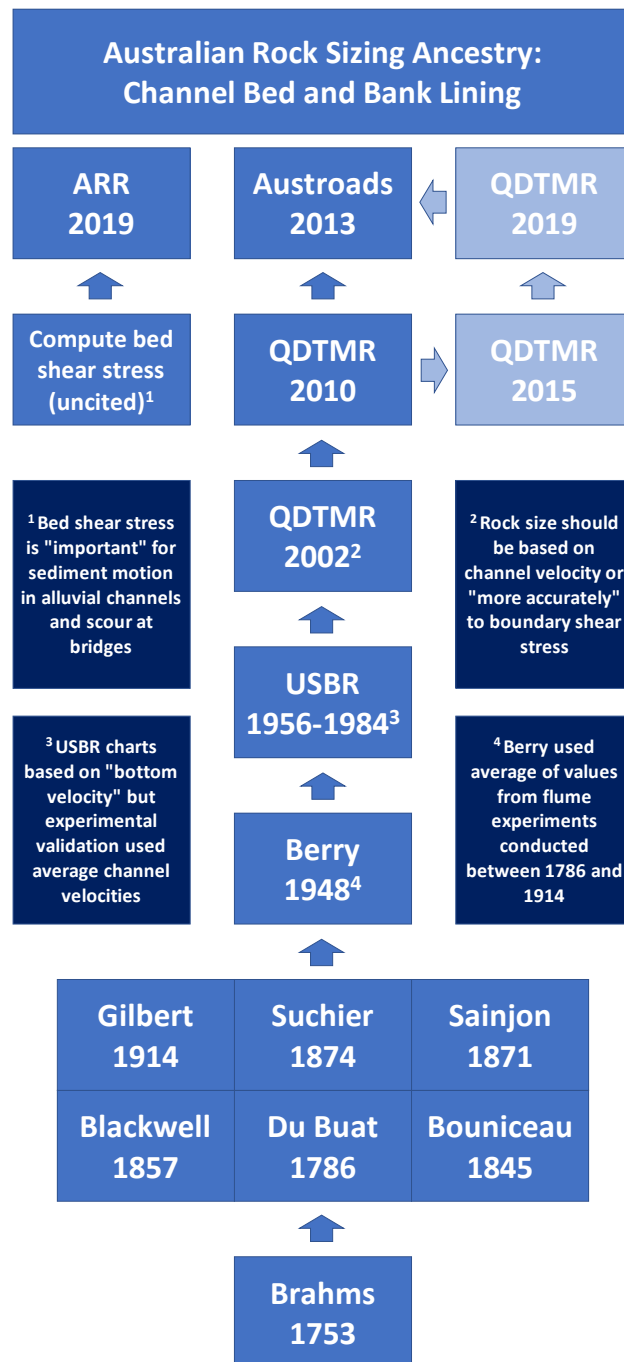 Australian Rock Sizing Ancestry:
Channel Bed and Bank Lining
ARR
2019
Austroads
2013
QDTMR
2019
Compute bed
shear stress
(uncited)¹
QDTMR
2010
QDTMR
2015
¹ Bed shear stress
is "important" for
sediment motion
in alluvial channels
and scour at
bridges
QDTMR
2002²
² Rock size should
be based on
channel velocity or
"more accurately"
to boundary shear
stress
USBR
1956-1984³
³ USBR charts
based on "bottom
velocity" but
experimental
validation used
average channel
velocities
Berry
1948⁴
⁴ Berry used
average of values
from flume
experiments
conducted
between 1786 and
1914
Gilbert
1914
Suchier
1874
Sainjon
1871
Blackwell
1857
Du Buat
1786
Bouniceau
1845
Brahms
1753